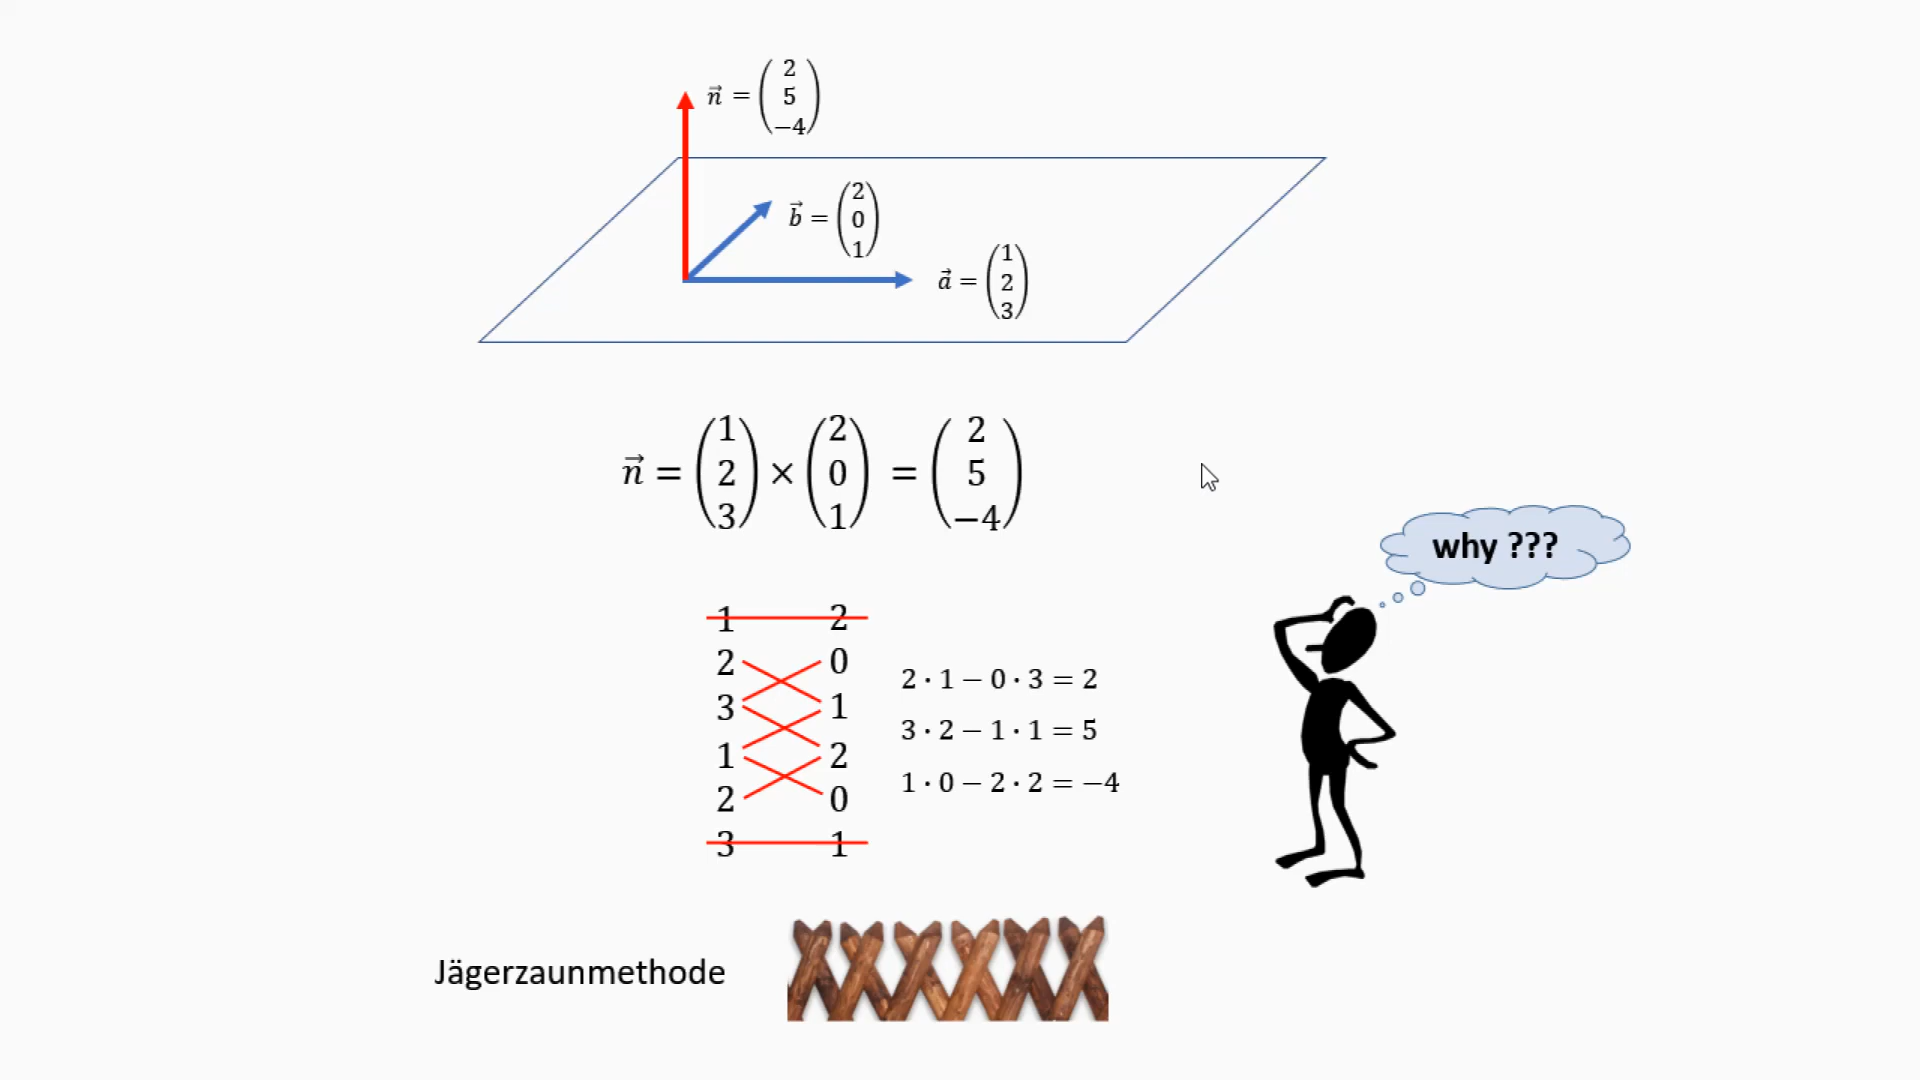 n⃗ = (2 5 −4)
b⃗ = (2 0 1)
a⃗ = (1 2 3)
n⃗ = (1 2 3) × (2 0 1) = (2 5 −4)
why ???
1 2
2 0
3 1
1 2
2 0
3 1
2 · 1 − 0 · 3 = 2
3 · 2 − 1 · 1 = 5
1 · 0 − 2 · 2 = −4
Jägerzaunmethode